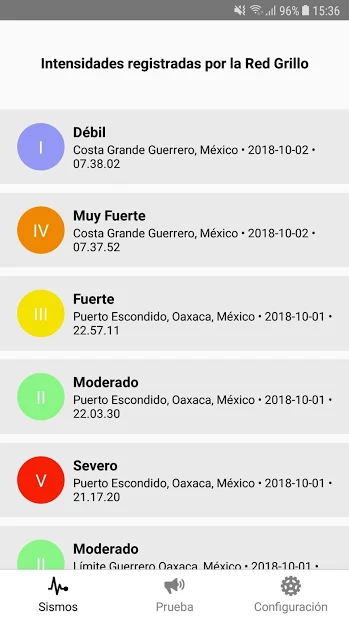 96% 15:36
Intensidades registradas por la Red Grillo
I
Débil
Costa Grande Guerrero, México • 2018-10-02 •
07.38.02
IV
Muy Fuerte
Costa Grande Guerrero, México • 2018-10-02 •
07.37.52
III
Fuerte
Puerto Escondido, Oaxaca, México • 2018-10-01 •
22.57.11
II
Moderado
Puerto Escondido, Oaxaca, México • 2018-10-01 •
22.03.30
V
Severo
Puerto Escondido, Oaxaca, México • 2018-10-01 •
21.17.20
II
Moderado
Límite Guerrero Oaxaca, México • 2018-10-01 •
Sismos
Prueba
Configuración